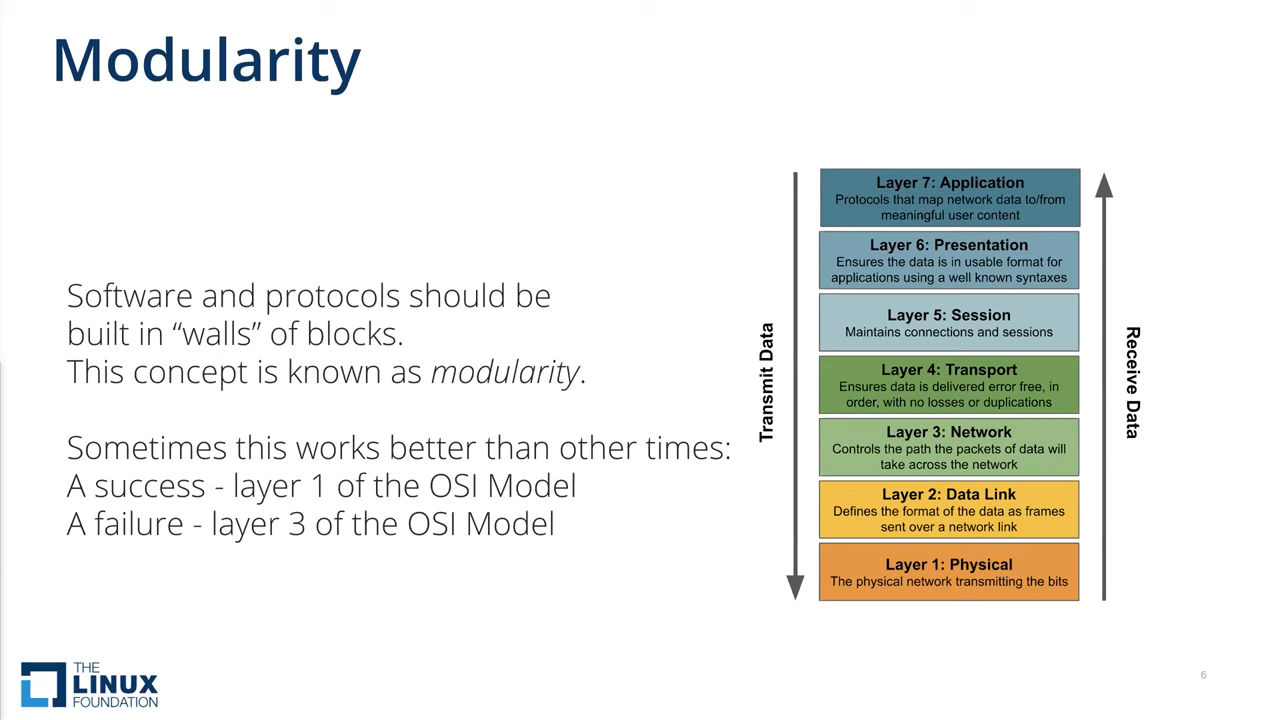 Modularity
Software and protocols should be
built in “walls” of blocks.
This concept is known as modularity.
Sometimes this works better than other times:
A success - layer 1 of the OSI Model
A failure - layer 3 of the OSI Model
Transmit Data
Layer 7: Application
Protocols that map network data to/from
meaningful user content
Layer 6: Presentation
Ensures the data is in usable format for
applications using a well known syntaxes
Layer 5: Session
Maintains connections and sessions
Layer 4: Transport
Ensures data is delivered error free, in
order, with no losses or duplications
Layer 3: Network
Controls the path the packets of data will
take across the network
Layer 2: Data Link
Defines the format of the data as frames
sent over a network link
Layer 1: Physical
The physical network transmitting the bits
Receive Data
THE
LINUX
FOUNDATION
6